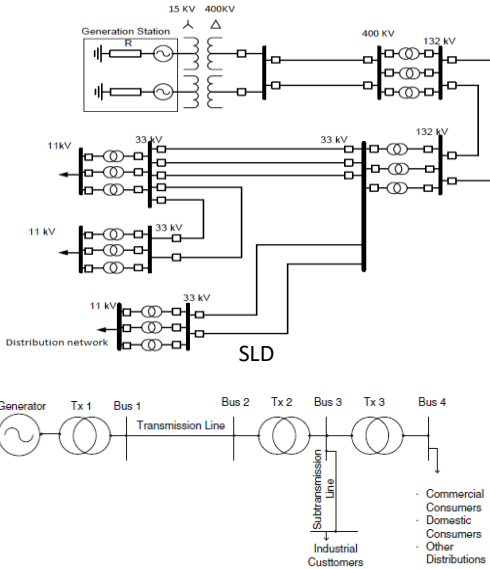 15 KV 400KV
Generation Station
R
400 KV
132 kV
132 kV
11kV
33 kV
33 kV
11 kV
33 kV
11 kV
33 kV
Distribution network
SLD
Generator
Tx 1
Bus 1
Transmission Line
Bus 2
Tx 2
Bus 3
Tx 3
Bus 4
Subtransmission
Line
Industrial
Custtomers
· Commercial
Consumers
· Domestic
Consumers
· Other
Distributions